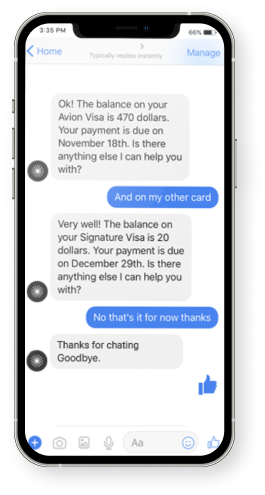 3:35 PM
66%
Home
Typically replies instantly
Manage
Ok! The balance on your
Avion Visa is 470 dollars.
Your payment is due on
November 18th. Is there
anything else I can help you
with?
And on my other card
Very well! The balance on
your Signature Visa is 20
dollars. Your payment is due
on December 29th. Is there
anything else I can help you
with?
No that's it for now thanks
Thanks for chating
Goodbye.
Aa